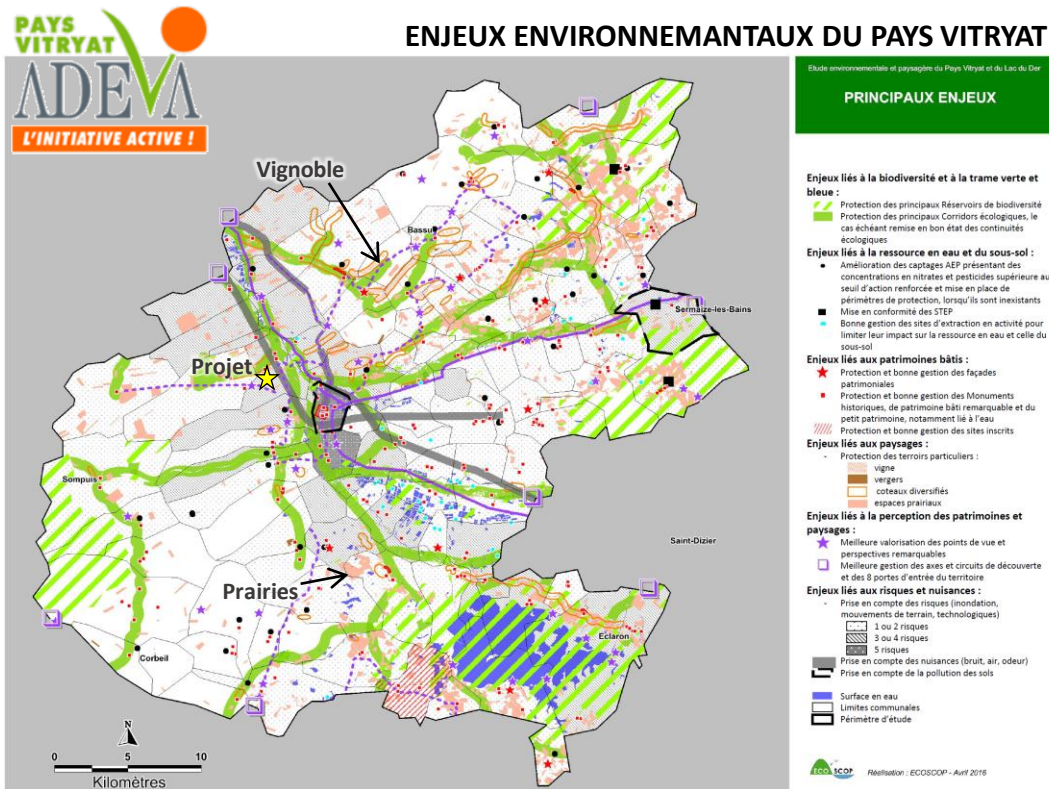 PAYS
VITRYAT
ADEVA
L'INITIATIVE ACTIVE !
ENJEUX ENVIRONNEMANTAUX DU PAYS VITRYAT
Vignoble
Bassu
Sermaize-les-Bains
Projet
Sompuis
Saint-Dizier
Prairies
Eclaron
Corbeil
N
0 5 10
Kilomètres
Etude environnementale et paysagère du Pays Vitryat et du Lac du Der
PRINCIPAUX ENJEUX
Enjeux liés à la biodiversité et à la trame verte et
bleue :
Protection des principaux Réservoirs de biodiversité
Protection des principaux Corridors écologiques, le
cas échéant remise en bon état des continuités
écologiques
Enjeux liés à la ressource en eau et du sous-sol :
Amélioration des captages AEP présentant des
concentrations en nitrates et pesticides supérieure au
seuil d'action renforcée et mise en place de
périmètres de protection, lorsqu'ils sont inexistants
Mise en conformité des STEP
Bonne gestion des sites d'extraction en activité pour
limiter leur impact sur la ressource en eau et celle du
sous-sol
Enjeux liés aux patrimoines bâtis :
Protection et bonne gestion des façades
patrimoniales
Protection et bonne gestion des Monuments
historiques, de patrimoine bâti remarquable et du
petit patrimoine, notamment lié à l'eau
Protection et bonne gestion des sites inscrits
Enjeux liés aux paysages :
- Protection des terroirs particuliers :
vigne
vergers
coteaux diversifiés
espaces prairiaux
Enjeux liés à la perception des patrimoines et
paysages :
Meilleure valorisation des points de vue et
perspectives remarquables
Meilleure gestion des axes et circuits de découverte
et des 8 portes d'entrée du territoire
Enjeux liés aux risques et nuisances :
- Prise en compte des risques (inondation,
mouvements de terrain, technologiques)
1 ou 2 risques
3 ou 4 risques
5 risques
Prise en compte des nuisances (bruit, air, odeur)
Prise en compte de la pollution des sols
Surface en eau
Limites communales
Périmètre d'étude
ECOSCOP
Réalisation : ECOSCOP - Avril 2016